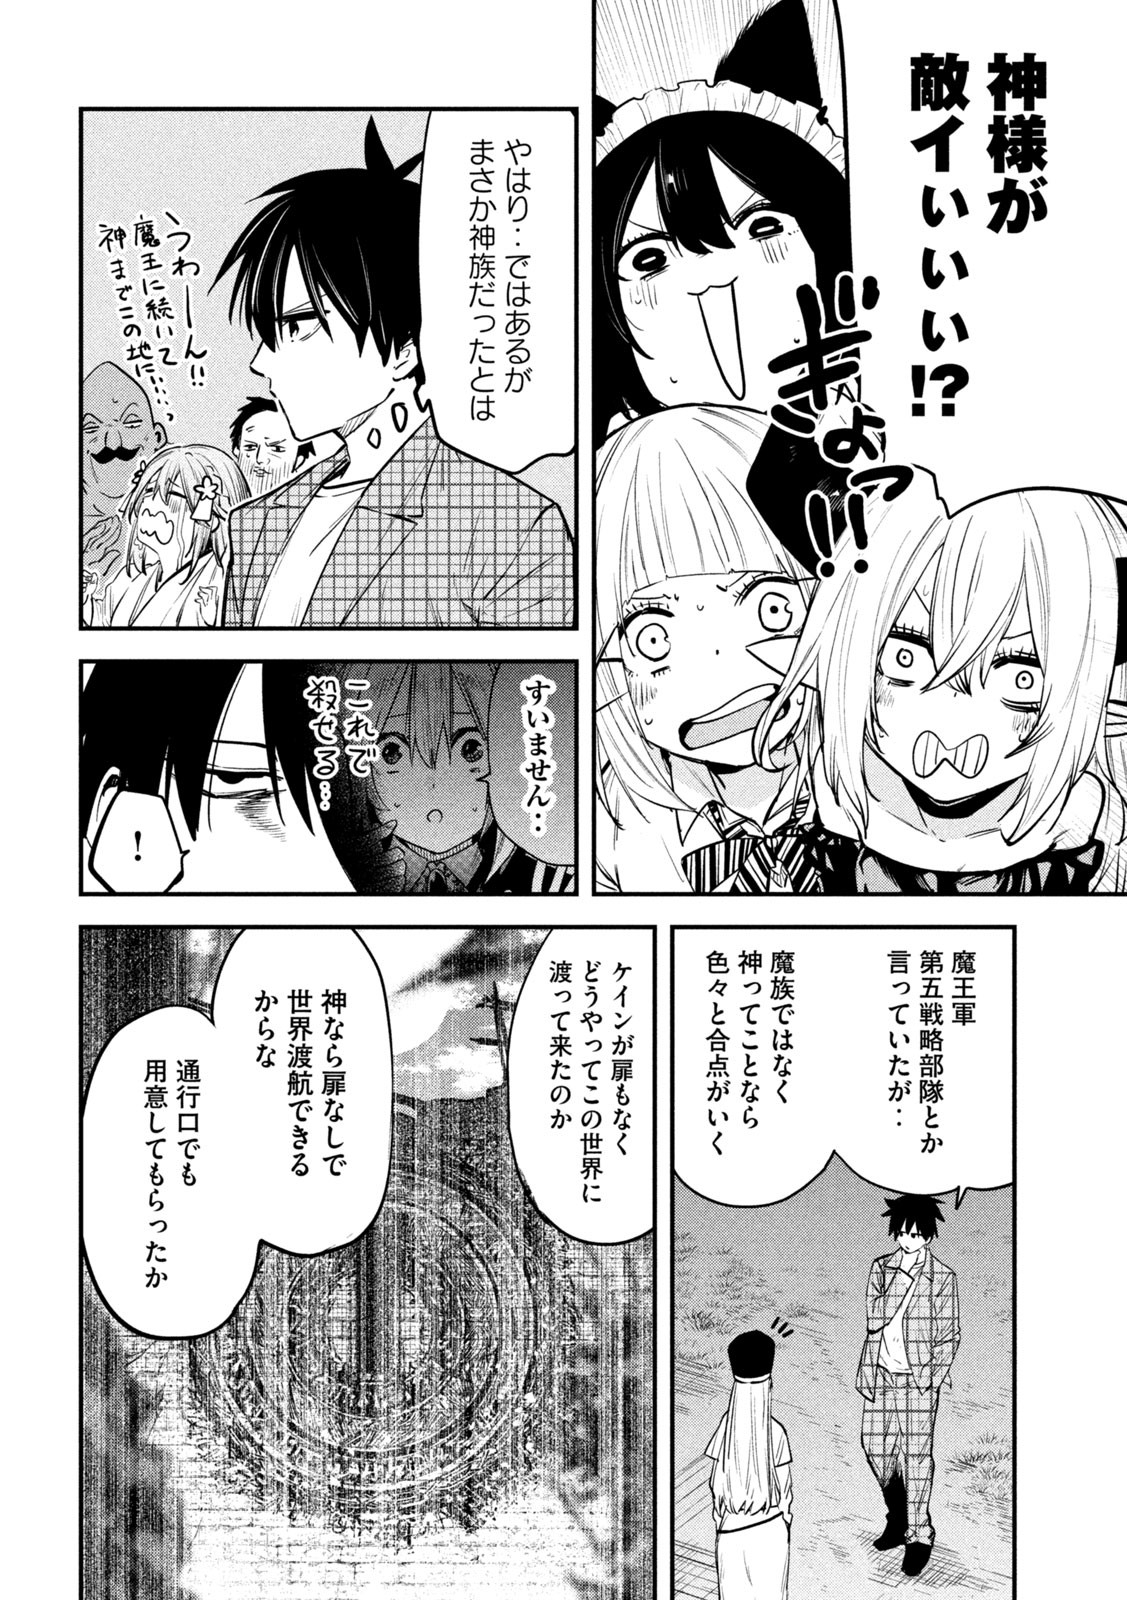 神様が
敵イぃぃぃ!?
ギョッ!!
やはり‥ではあるが
まさか神族だったとは
うわーん!!
魔王に続いて
神までこの地に…
すいません‥
これで
殺せる…
！
魔王軍
第五戦略部隊とか
言っていたが‥
魔族ではなく
神ってことなら
色々と合点がいく
ケインが扉もなく
どうやってこの世界に
渡って来たのか
神なら扉なしで
世界渡航できる
からな
通行口でも
用意してもらったか